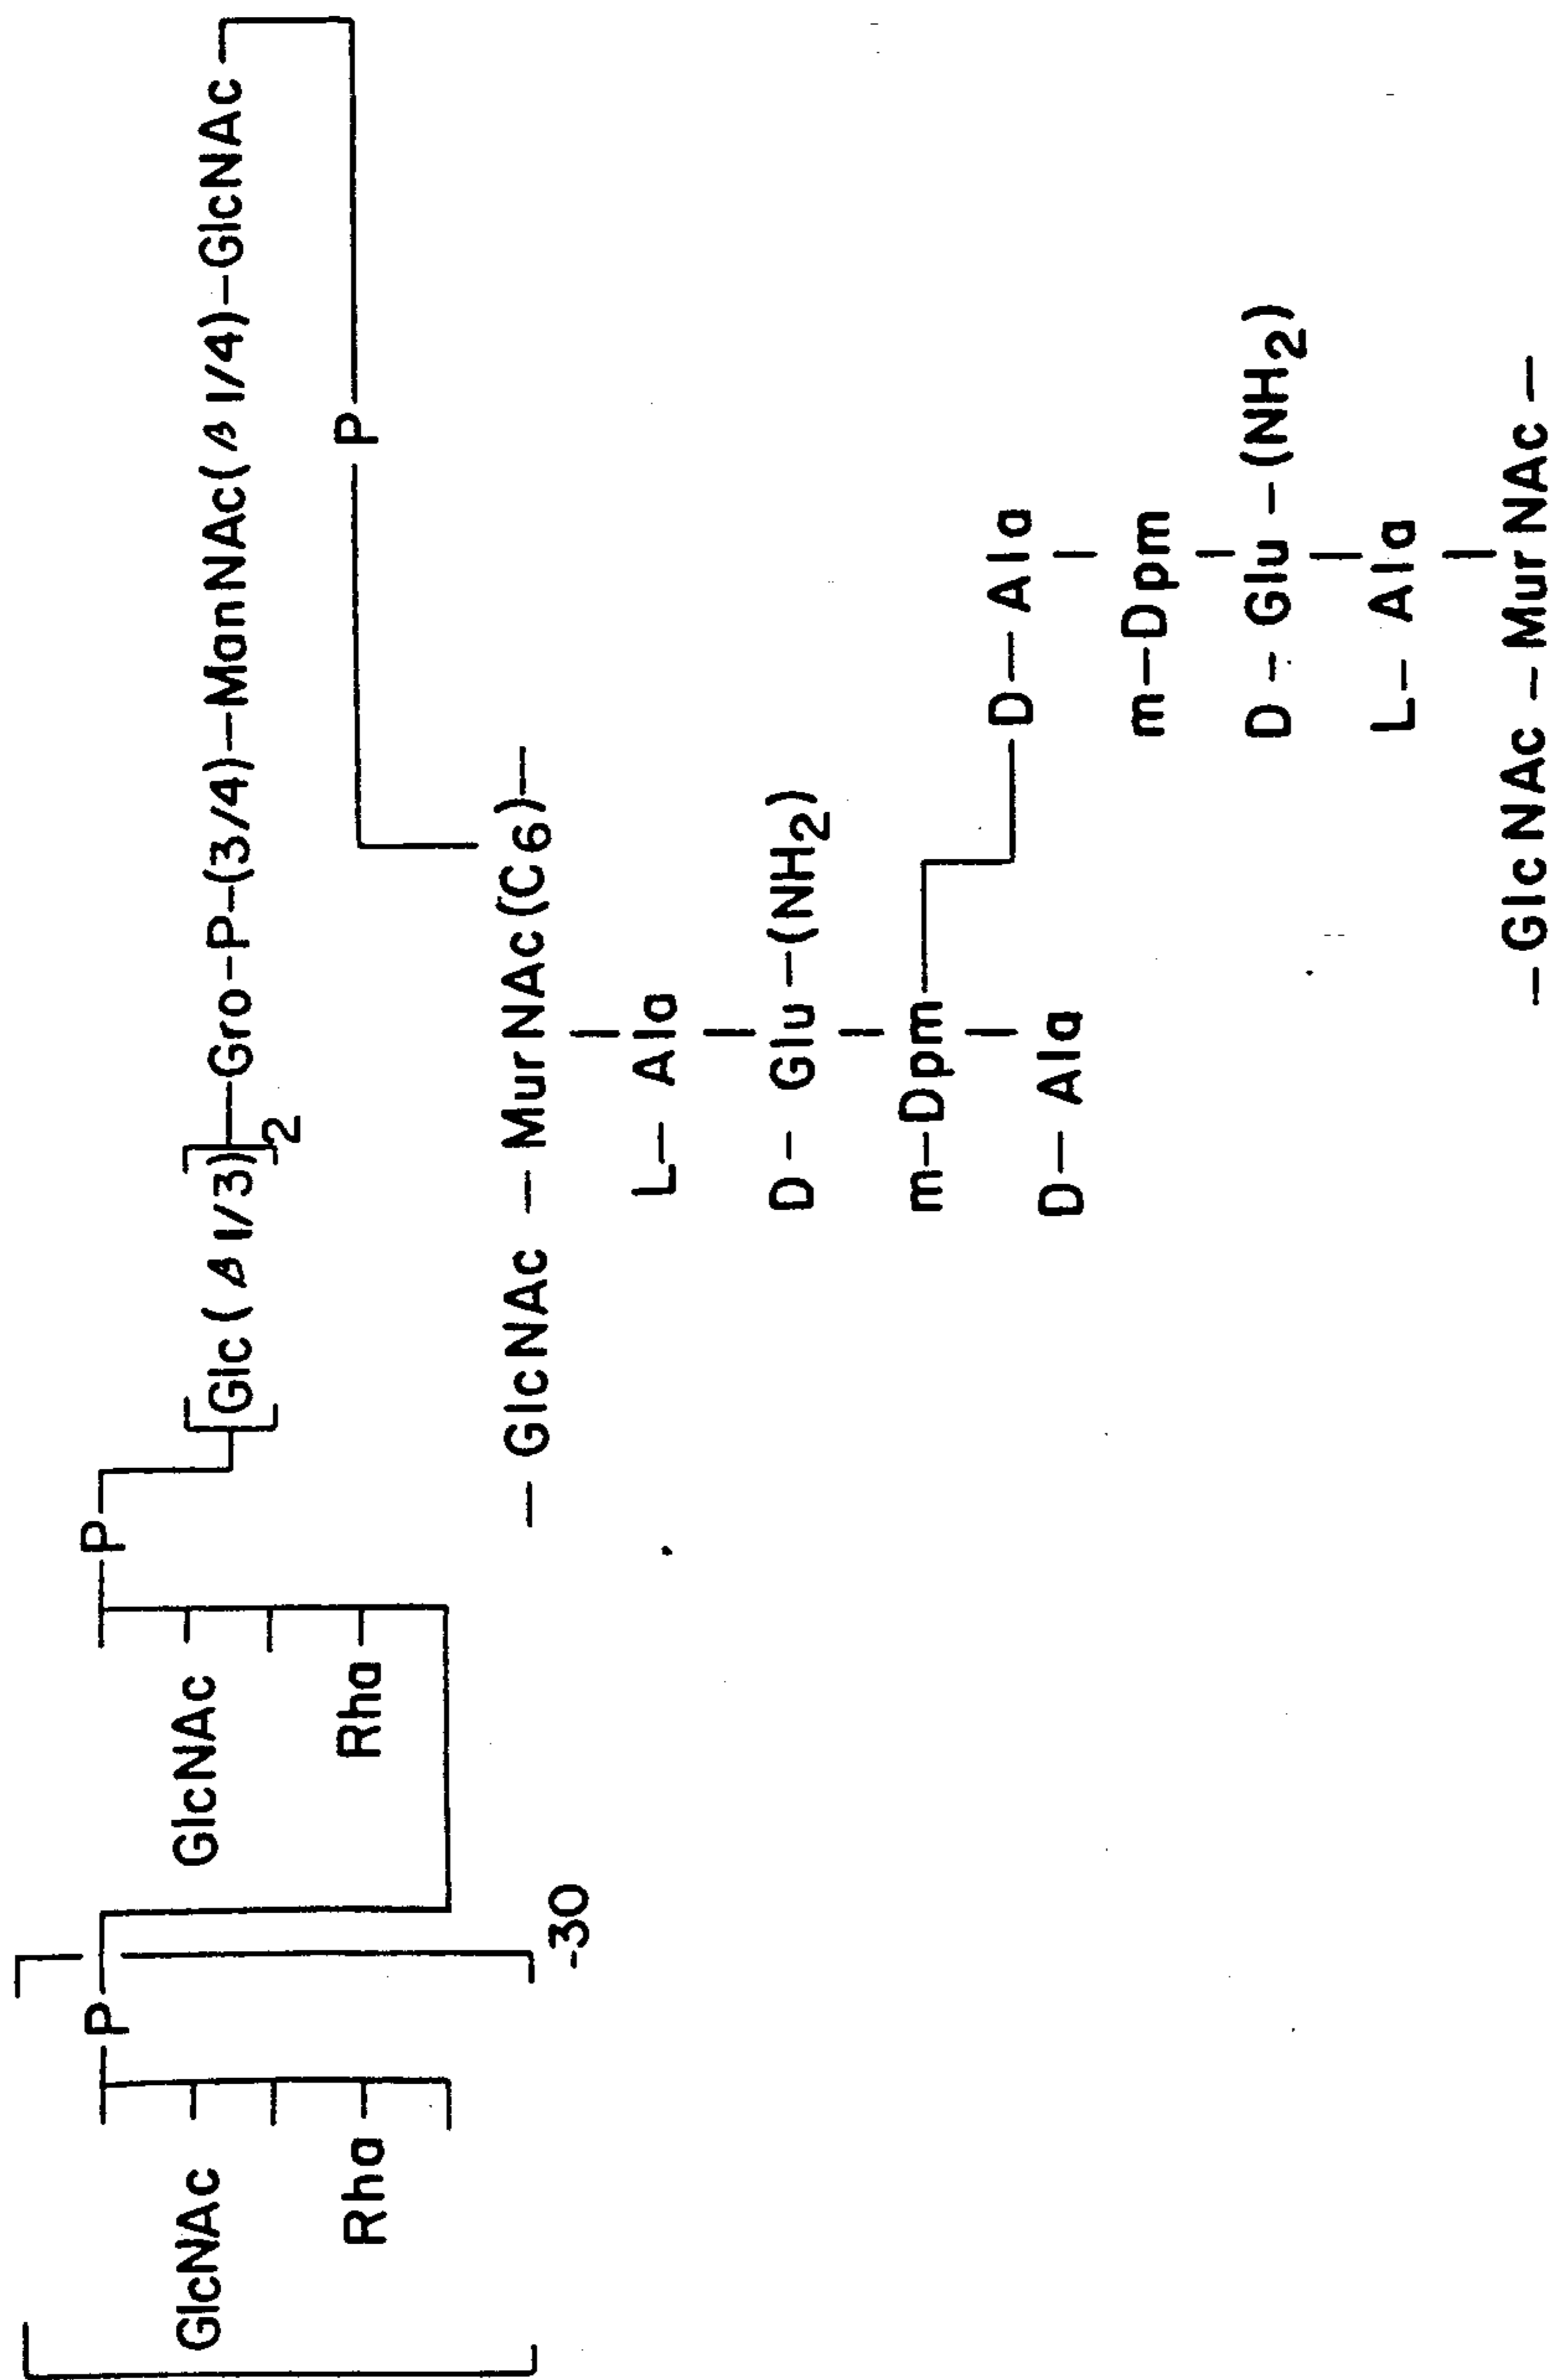 P P
GlcNAc GlcNAc [Glc(β1/3)]2—Gro–P–(3/4)—ManNAc(β1/4)–GlcNAc
Rha Rha P
— GlcNAc – MurNAc(C6)—
-30
L– Ala
D – Glu –(NH2)
m–Dpm
D– Ala
D– Ala
m–Dpm
D – Glu –(NH2)
L– Ala
–GlcNAc –MurNAc –